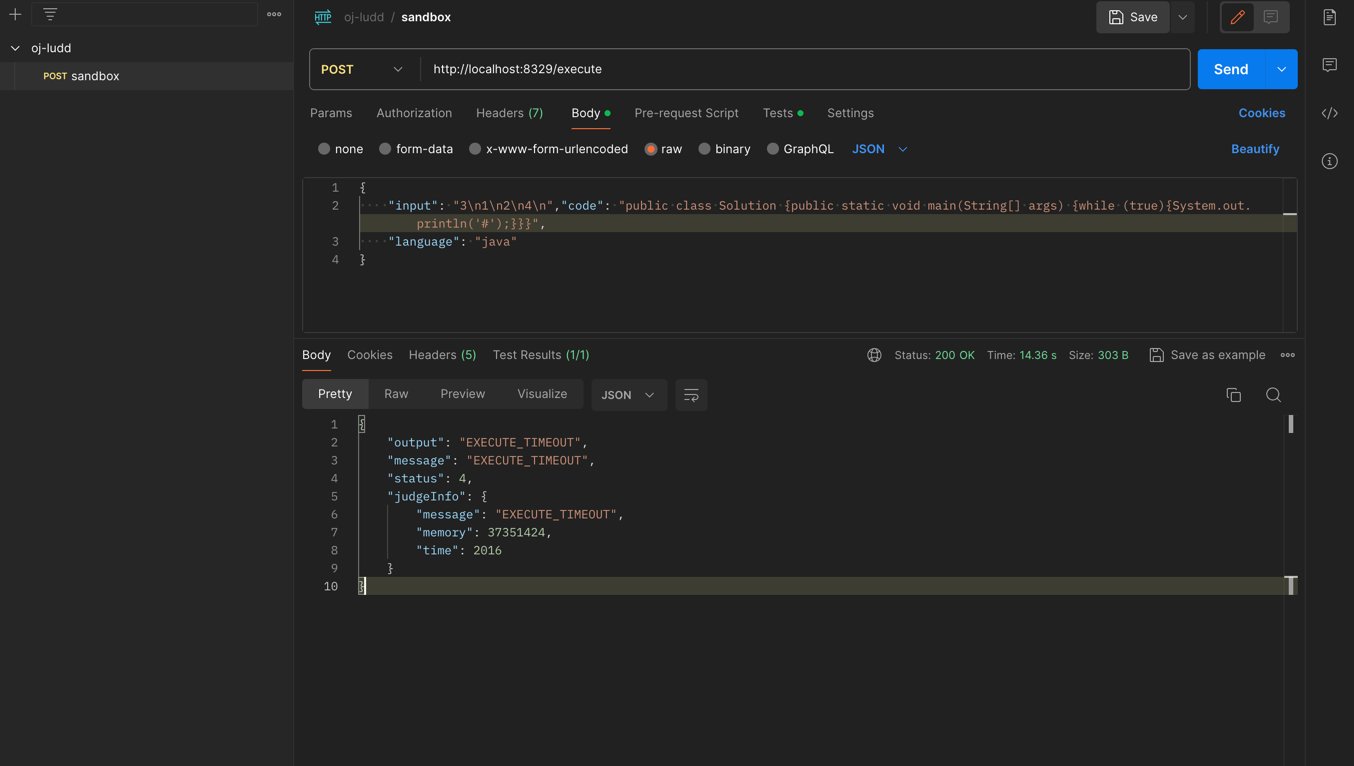 oj-ludd
POST sandbox
HTTP oj-ludd / sandbox
Save
POST http://localhost:8329/execute
Send
Params Authorization Headers (7) Body Pre-request Script Tests Settings Cookies
none form-data x-www-form-urlencoded raw binary GraphQL JSON Beautify
1 {
2 ····"input":·"3\n1\n2\n4\n","code":·"public·class·Solution·{public·static·void·main(String[]·args)·{while·(true){System.out.
println('#');}}}",
3 ····"language":·"java"
4 }
Body Cookies Headers (5) Test Results (1/1) Status: 200 OK Time: 14.36 s Size: 303 B Save as example
Pretty Raw Preview Visualize JSON
1 {
2 "output": "EXECUTE_TIMEOUT",
3 "message": "EXECUTE_TIMEOUT",
4 "status": 4,
5 "judgeInfo": {
6 "message": "EXECUTE_TIMEOUT",
7 "memory": 37351424,
8 "time": 2016
9 }
10 }